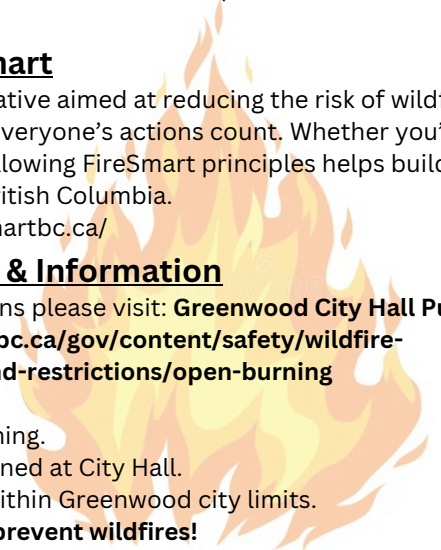 mart
ative aimed at reducing the risk of wildf
veryone’s actions count. Whether you’
llowing FireSmart principles helps build
ritish Columbia.
martbc.ca/
& Information
ns please visit: Greenwood City Hall Pu
bc.ca/gov/content/safety/wildfire-
d-restrictions/open-burning
ning.
ned at City Hall.
ithin Greenwood city limits.
prevent wildfires!